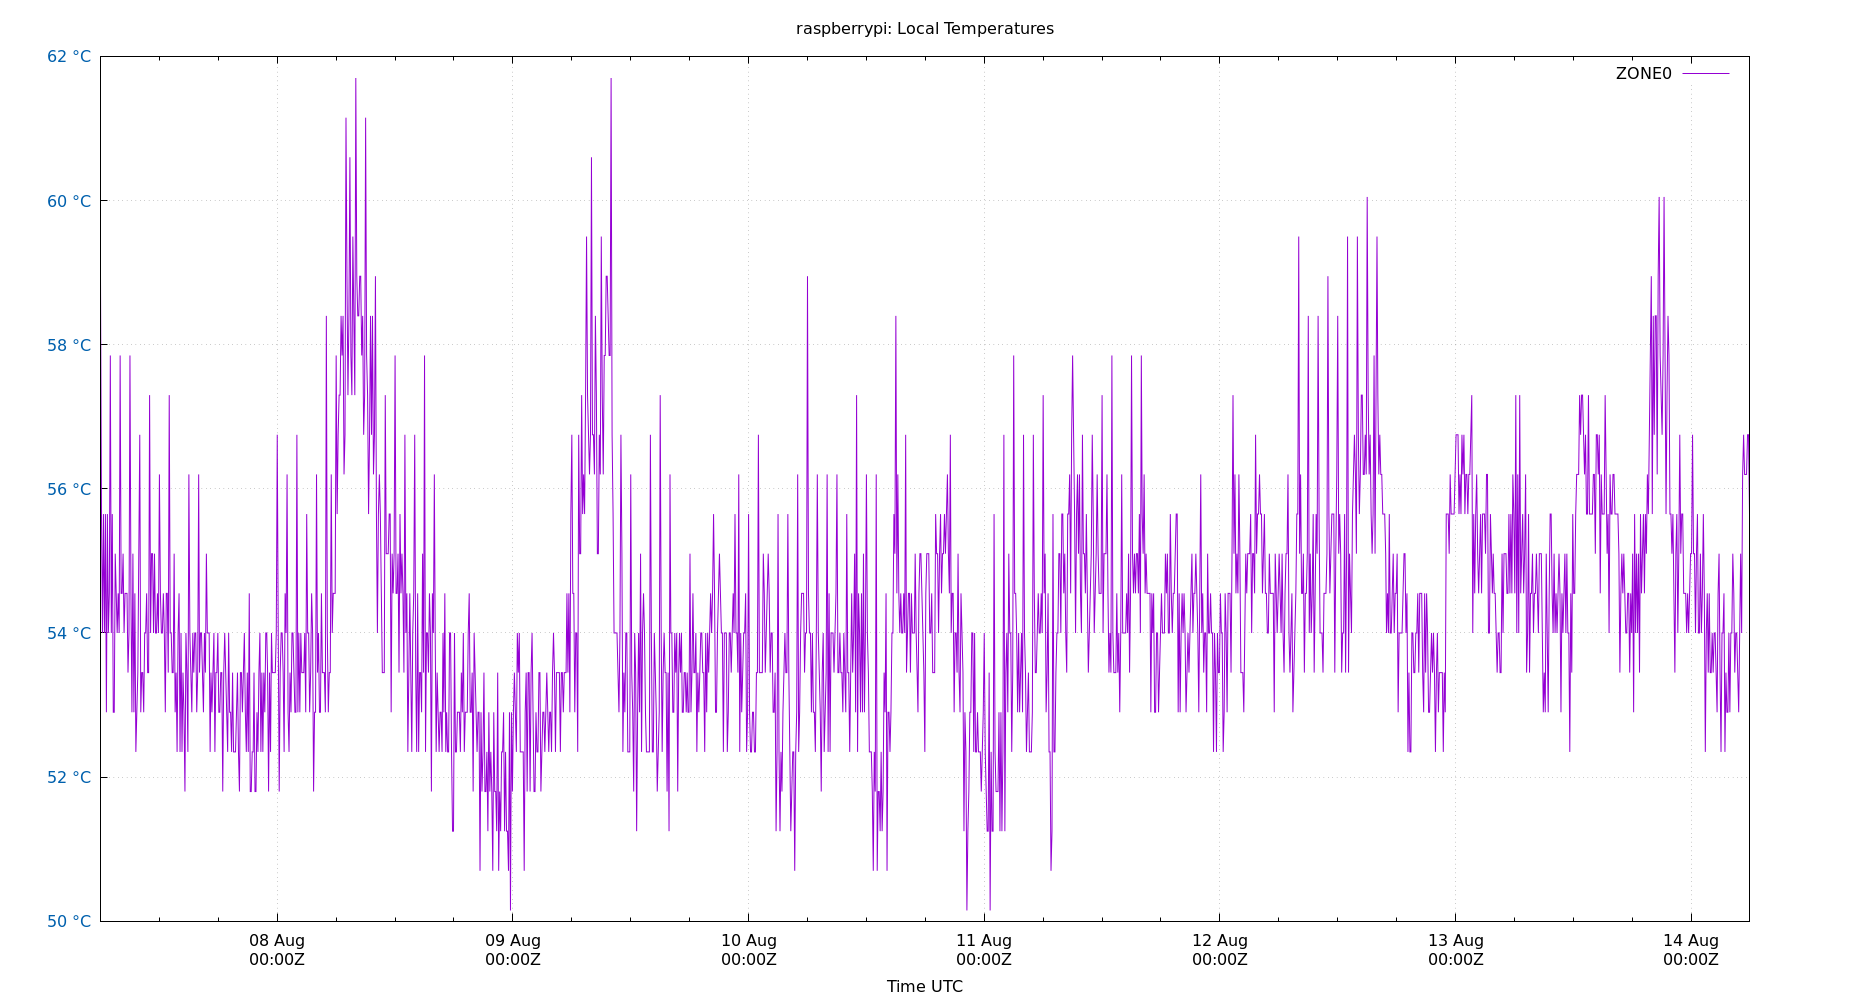 raspberrypi: Local Temperatures
62 °C
ZONE0
60 °C
58 °C
56 °C
54 °C
52 °C
50 °C
08 Aug 09 Aug 10 Aug 11 Aug 12 Aug 13 Aug 14 Aug
00:00Z 00:00Z 00:00Z 00:00Z 00:00Z 00:00Z 00:00Z
Time UTC